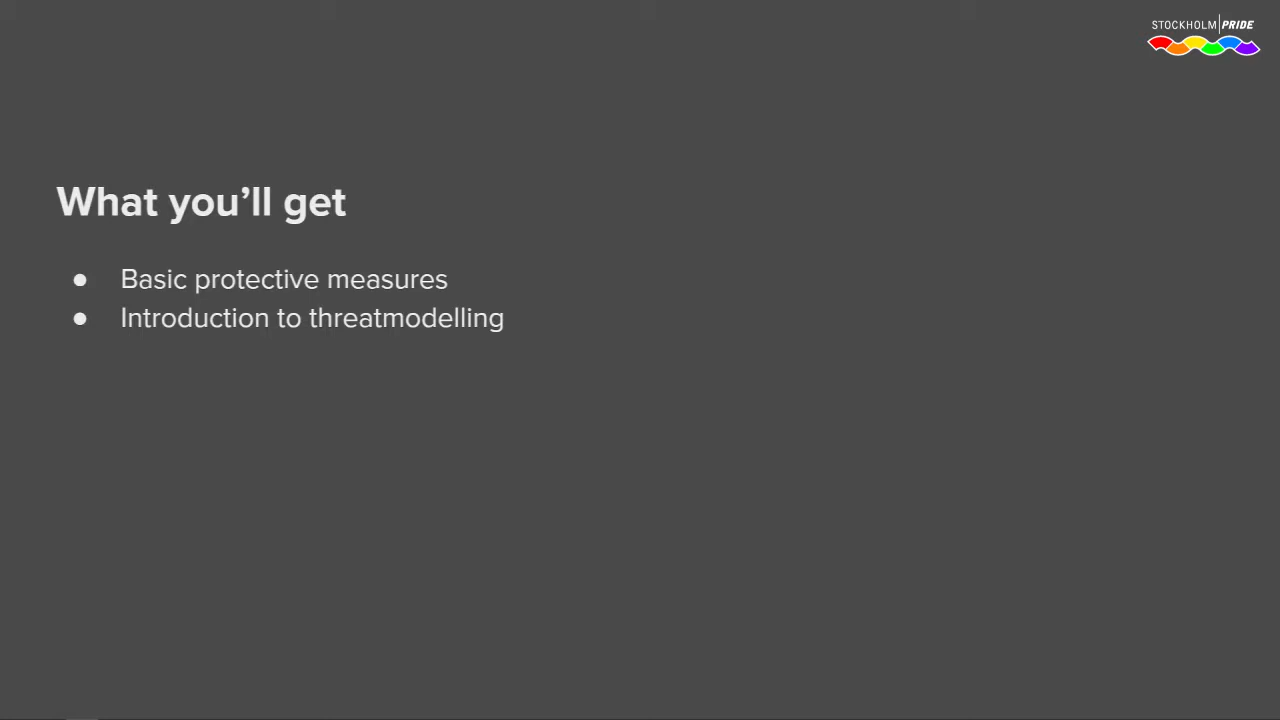 STOCKHOLM PRIDE
What you’ll get
● Basic protective measures
● Introduction to threatmodelling